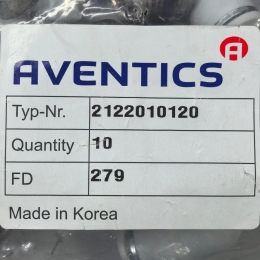 AVENTICS
Typ-Nr. 2122010120
Quantity 10
FD 279
Made in Korea